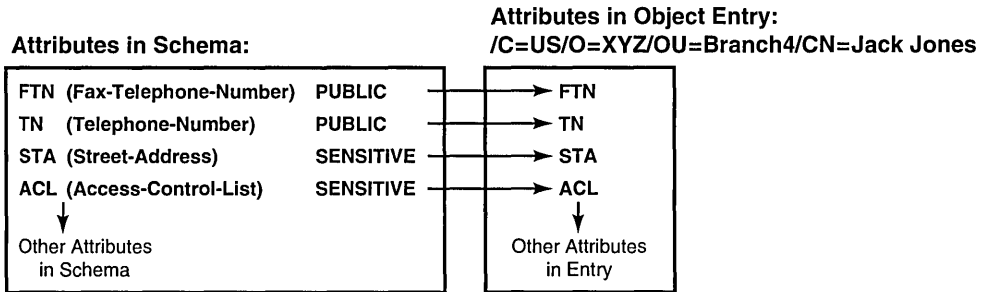 Attributes in Object Entry:
/C=US/O=XYZ/OU=Branch4/CN=Jack Jones
Attributes in Schema:
FTN (Fax-Telephone-Number) PUBLIC FTN
TN (Telephone-Number) PUBLIC TN
STA (Street-Address) SENSITIVE STA
ACL (Access-Control-List) SENSITIVE ACL
Other Attributes
in Schema
Other Attributes
in Entry